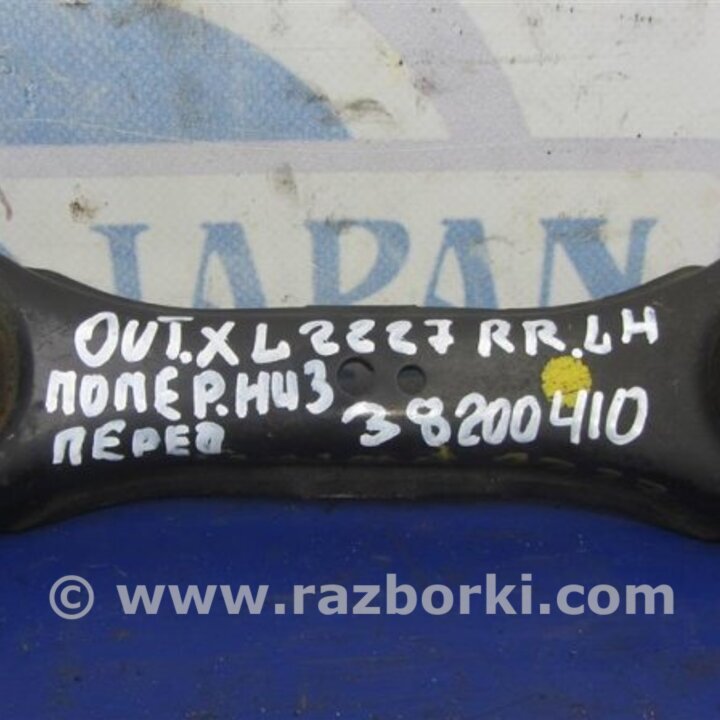 JAPAN
OUT.XL 2227 RR.LH
ПОПЕР.НИЗ
38200410
ПЕРЕД
© www.razborki.com